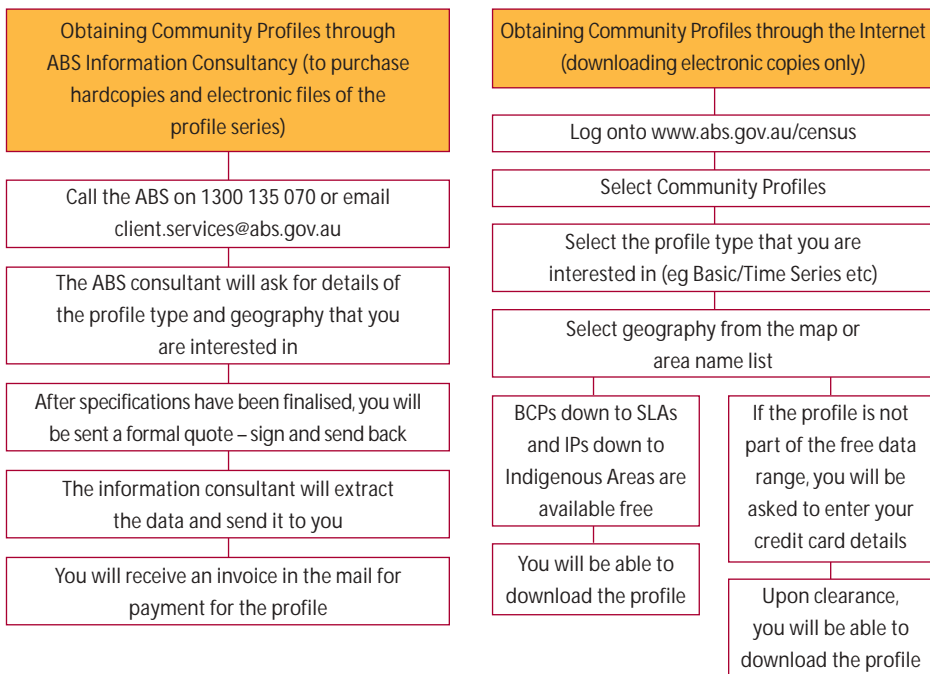 Obtaining Community Profiles through
ABS Information Consultancy (to purchase
hardcopies and electronic files of the
profile series)
Call the ABS on 1300 135 070 or email
client.services@abs.gov.au
The ABS consultant will ask for details of
the profile type and geography that you
are interested in
After specifications have been finalised, you will
be sent a formal quote – sign and send back
The information consultant will extract
the data and send it to you
You will receive an invoice in the mail for
payment for the profile
Obtaining Community Profiles through the Internet
(downloading electronic copies only)
Log onto www.abs.gov.au/census
Select Community Profiles
Select the profile type that you are
interested in (eg Basic/Time Series etc)
Select geography from the map or
area name list
BCPs down to SLAs
and IPs down to
Indigenous Areas are
available free
You will be able to
download the profile
If the profile is not
part of the free data
range, you will be
asked to enter your
credit card details
Upon clearance,
you will be able to
download the profile